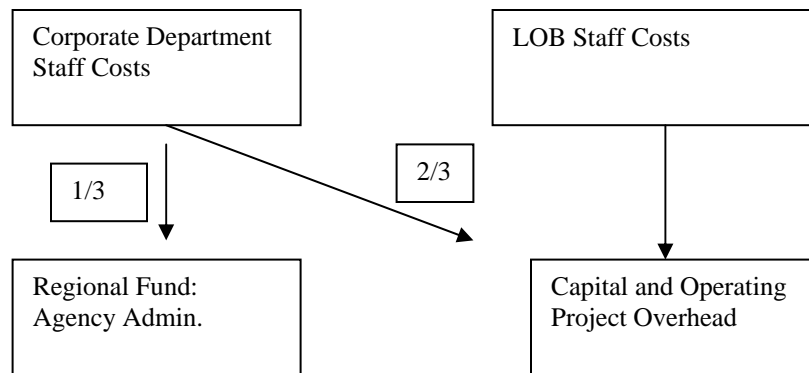 Corporate Department
Staff Costs
LOB Staff Costs
1/3
2/3
Regional Fund:
Agency Admin.
Capital and Operating
Project Overhead